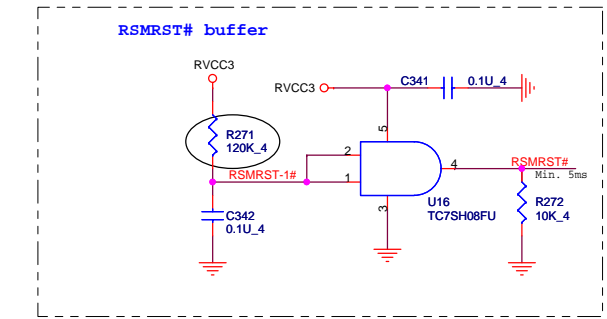 RSMRST# buffer
RVCC3
RVCC3
C341
0.1U_4
R271
120K_4
5
2
1
4
3
RSMRST-1#
RSMRST#
Min. 5ms
C342
0.1U_4
U16
TC7SH08FU
R272
10K_4